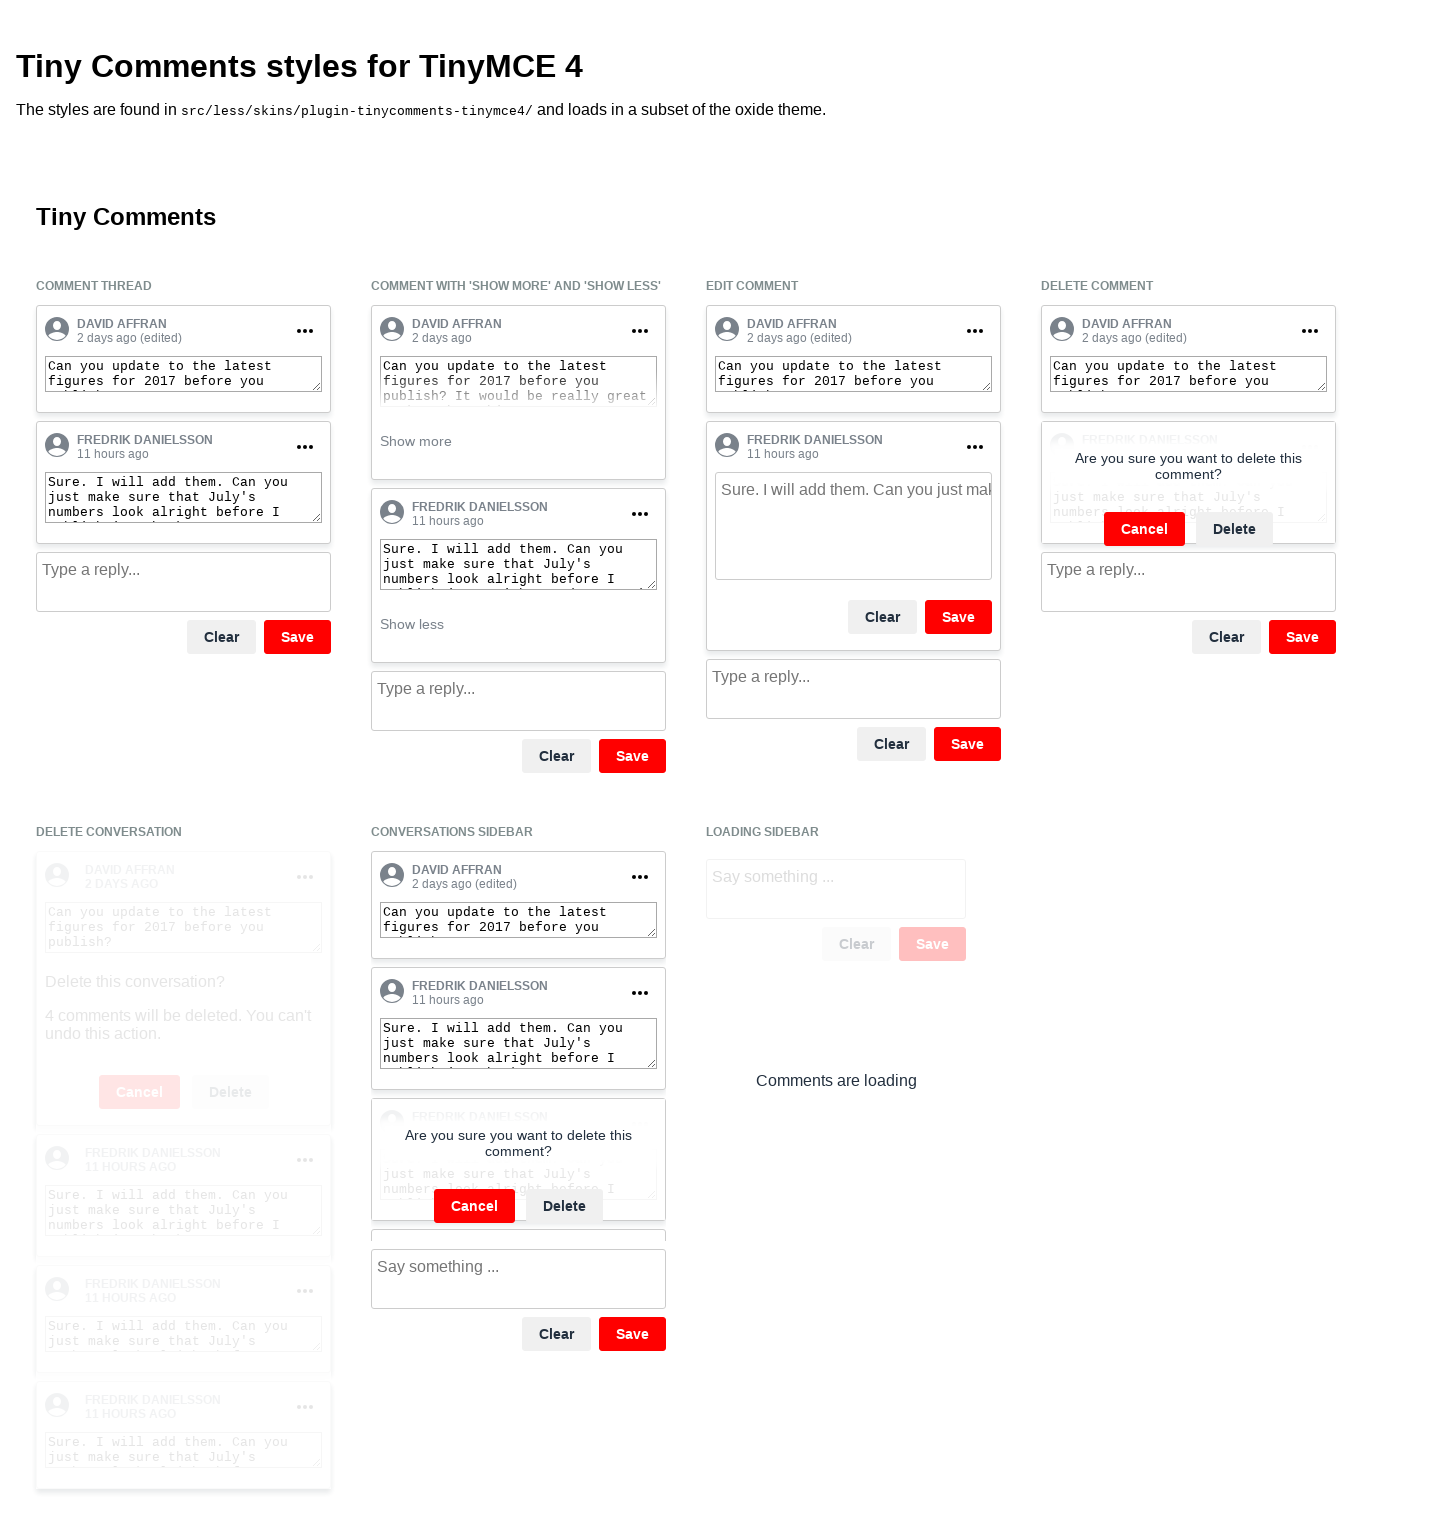 Tiny Comments styles for TinyMCE 4
The styles are found in src/less/skins/plugin-tinycomments-tinymce4/ and loads in a subset of the oxide theme.
Tiny Comments
COMMENT THREAD
DAVID AFFRAN
2 days ago (edited)
Can you update to the latest
figures for 2017 before you
FREDRIK DANIELSSON
11 hours ago
Sure. I will add them. Can you
just make sure that July's
numbers look alright before I
Type a reply...
Clear Save
COMMENT WITH 'SHOW MORE' AND 'SHOW LESS'
DAVID AFFRAN
2 days ago
Can you update to the latest
figures for 2017 before you
publish? It would be really great
Show more
FREDRIK DANIELSSON
11 hours ago
Sure. I will add them. Can you
just make sure that July's
numbers look alright before I
Show less
Type a reply...
Clear Save
EDIT COMMENT
DAVID AFFRAN
2 days ago (edited)
Can you update to the latest
figures for 2017 before you
FREDRIK DANIELSSON
11 hours ago
Sure. I will add them. Can you just mak
Clear Save
Type a reply...
Clear Save
DELETE COMMENT
DAVID AFFRAN
2 days ago (edited)
Can you update to the latest
figures for 2017 before you
FREDRIK DANIELSSON
Are you sure you want to delete this
comment?
just make sure that July's
numbers look alright before I
Cancel Delete
Type a reply...
Clear Save
DELETE CONVERSATION
DAVID AFFRAN
2 DAYS AGO
Can you update to the latest
figures for 2017 before you
publish?
Delete this conversation?
4 comments will be deleted. You can't
undo this action.
Cancel Delete
FREDRIK DANIELSSON
11 HOURS AGO
Sure. I will add them. Can you
just make sure that July's
numbers look alright before I
FREDRIK DANIELSSON
11 HOURS AGO
Sure. I will add them. Can you
just make sure that July's
FREDRIK DANIELSSON
11 HOURS AGO
Sure. I will add them. Can you
just make sure that July's
CONVERSATIONS SIDEBAR
DAVID AFFRAN
2 days ago (edited)
Can you update to the latest
figures for 2017 before you
FREDRIK DANIELSSON
11 hours ago
Sure. I will add them. Can you
just make sure that July's
numbers look alright before I
FREDRIK DANIELSSON
Are you sure you want to delete this
comment?
just make sure that July's
numbers look alright before I
Cancel Delete
Say something ...
Clear Save
LOADING SIDEBAR
Say something ...
Clear Save
Comments are loading